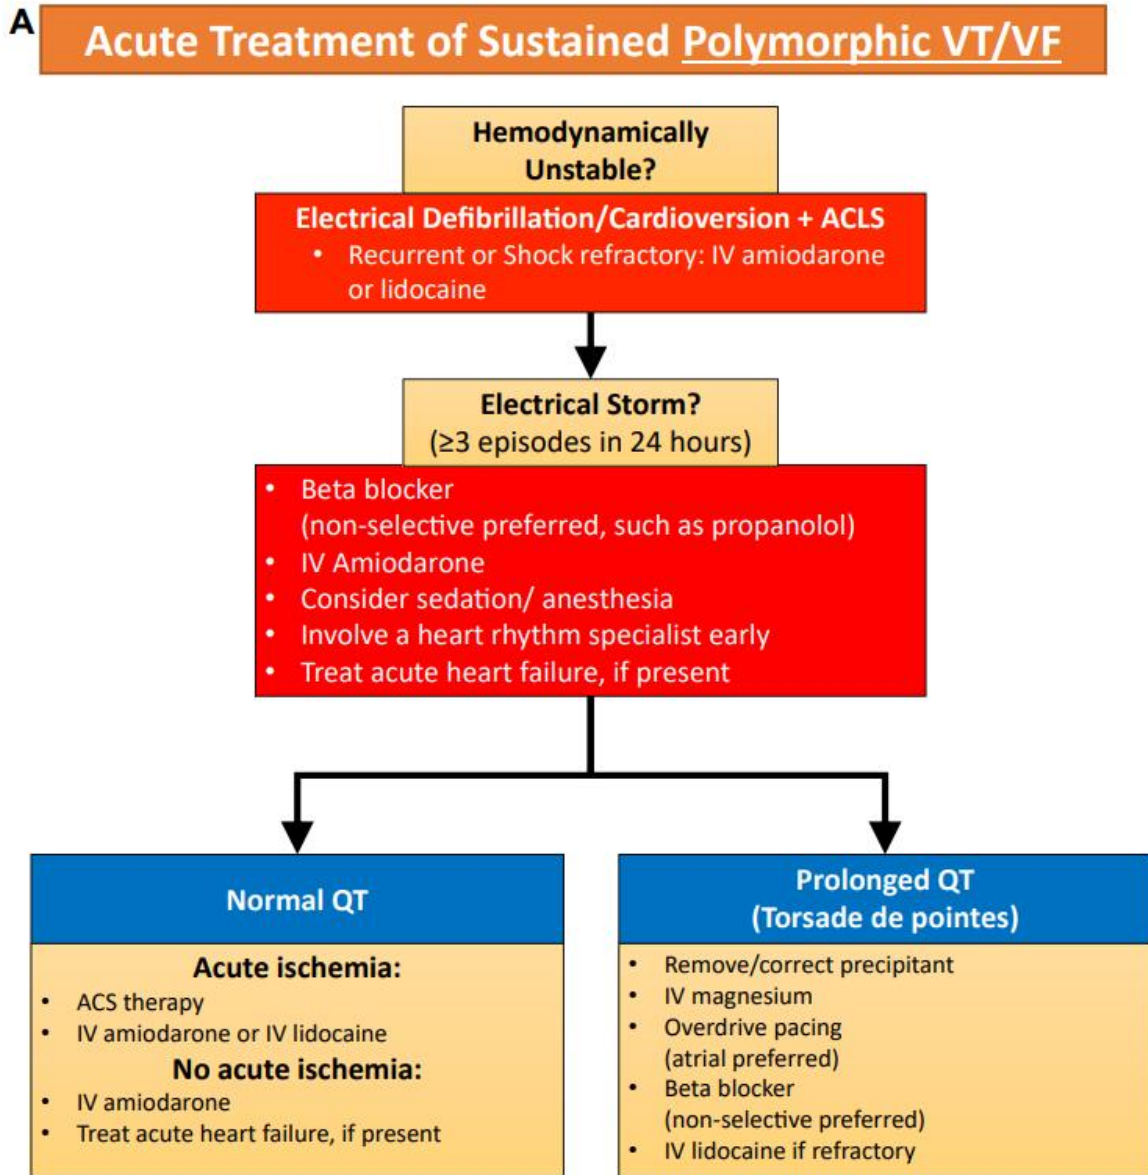 A
Acute Treatment of Sustained Polymorphic VT/VF
Hemodynamically
Unstable?
Electrical Defibrillation/Cardioversion + ACLS
• Recurrent or Shock refractory: IV amiodarone
or lidocaine
Electrical Storm?
(≥3 episodes in 24 hours)
• Beta blocker
(non-selective preferred, such as propanolol)
• IV Amiodarone
• Consider sedation/ anesthesia
• Involve a heart rhythm specialist early
• Treat acute heart failure, if present
Normal QT
Acute ischemia:
• ACS therapy
• IV amiodarone or IV lidocaine
No acute ischemia:
• IV amiodarone
• Treat acute heart failure, if present
Prolonged QT
(Torsade de pointes)
• Remove/correct precipitant
• IV magnesium
• Overdrive pacing
(atrial preferred)
• Beta blocker
(non-selective preferred)
• IV lidocaine if refractory